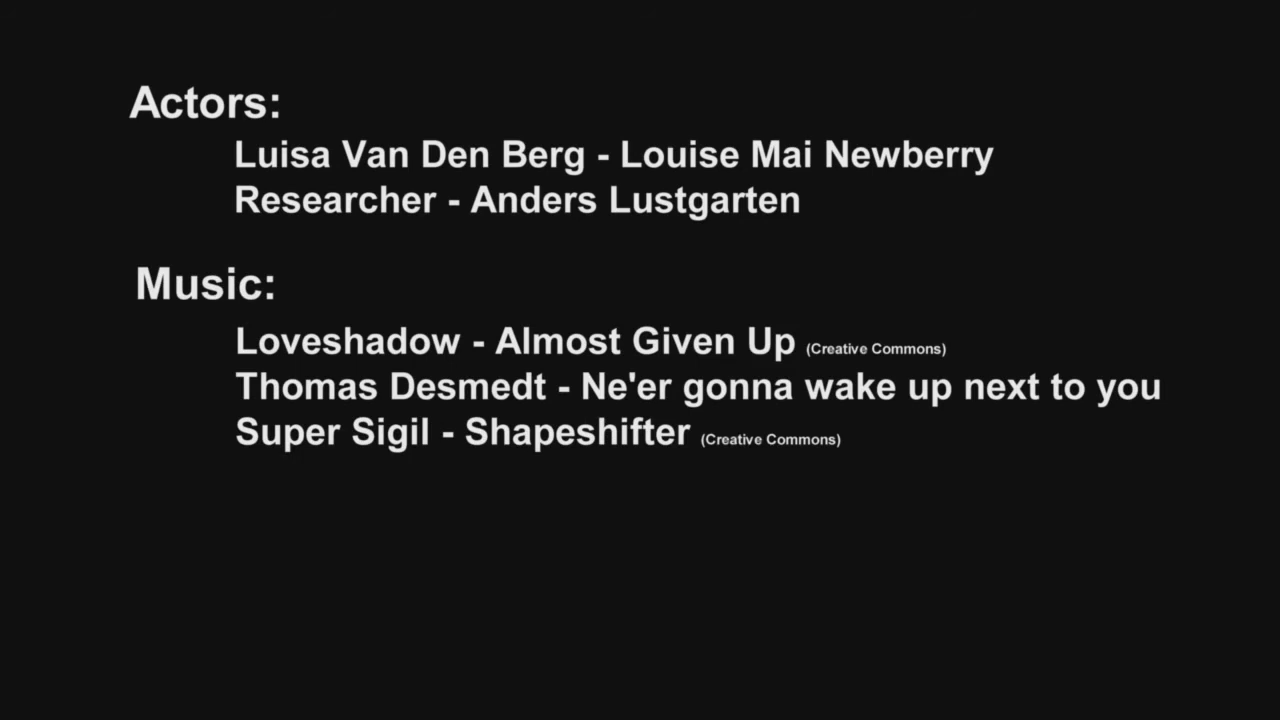 Actors:
Luisa Van Den Berg - Louise Mai Newberry
Researcher - Anders Lustgarten
Music:
Loveshadow - Almost Given Up (Creative Commons)
Thomas Desmedt - Ne'er gonna wake up next to you
Super Sigil - Shapeshifter (Creative Commons)